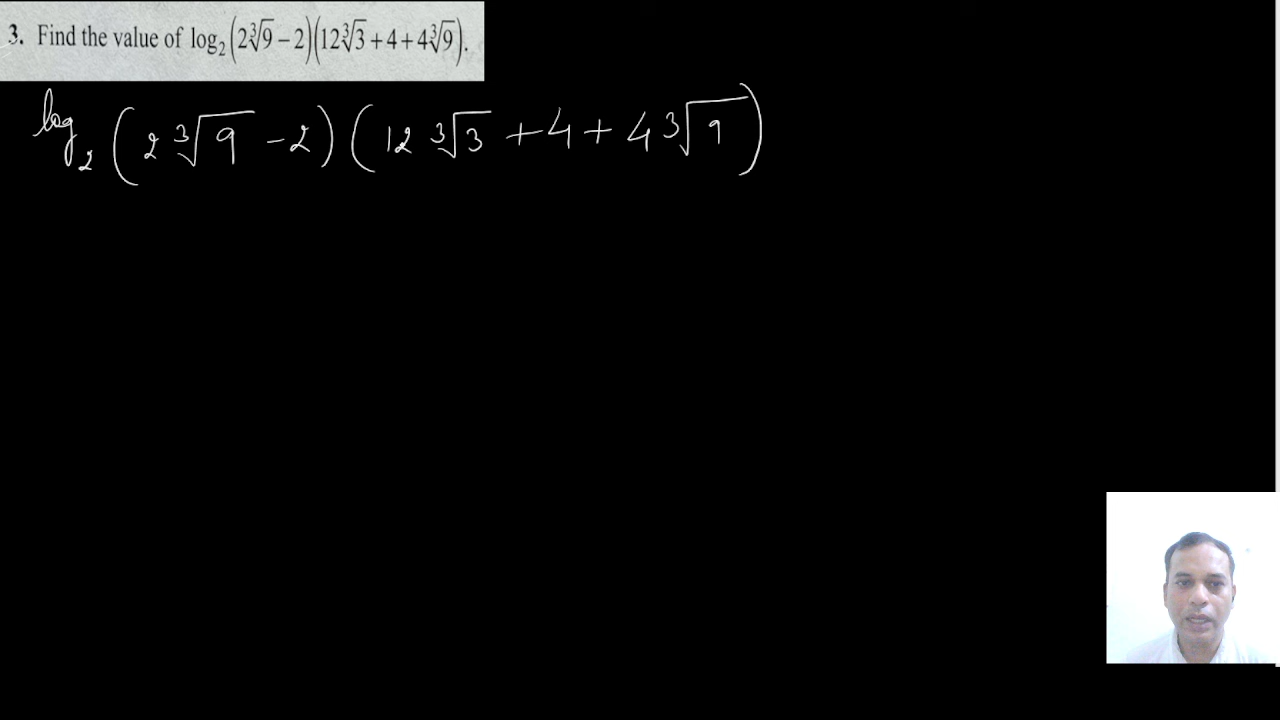 3. Find the value of log₂(2∛9 – 2)(12∛3 + 4 + 4∛9).
log₂ (2 ∛9 - 2) (12 ∛3 + 4 + 4 ∛9)